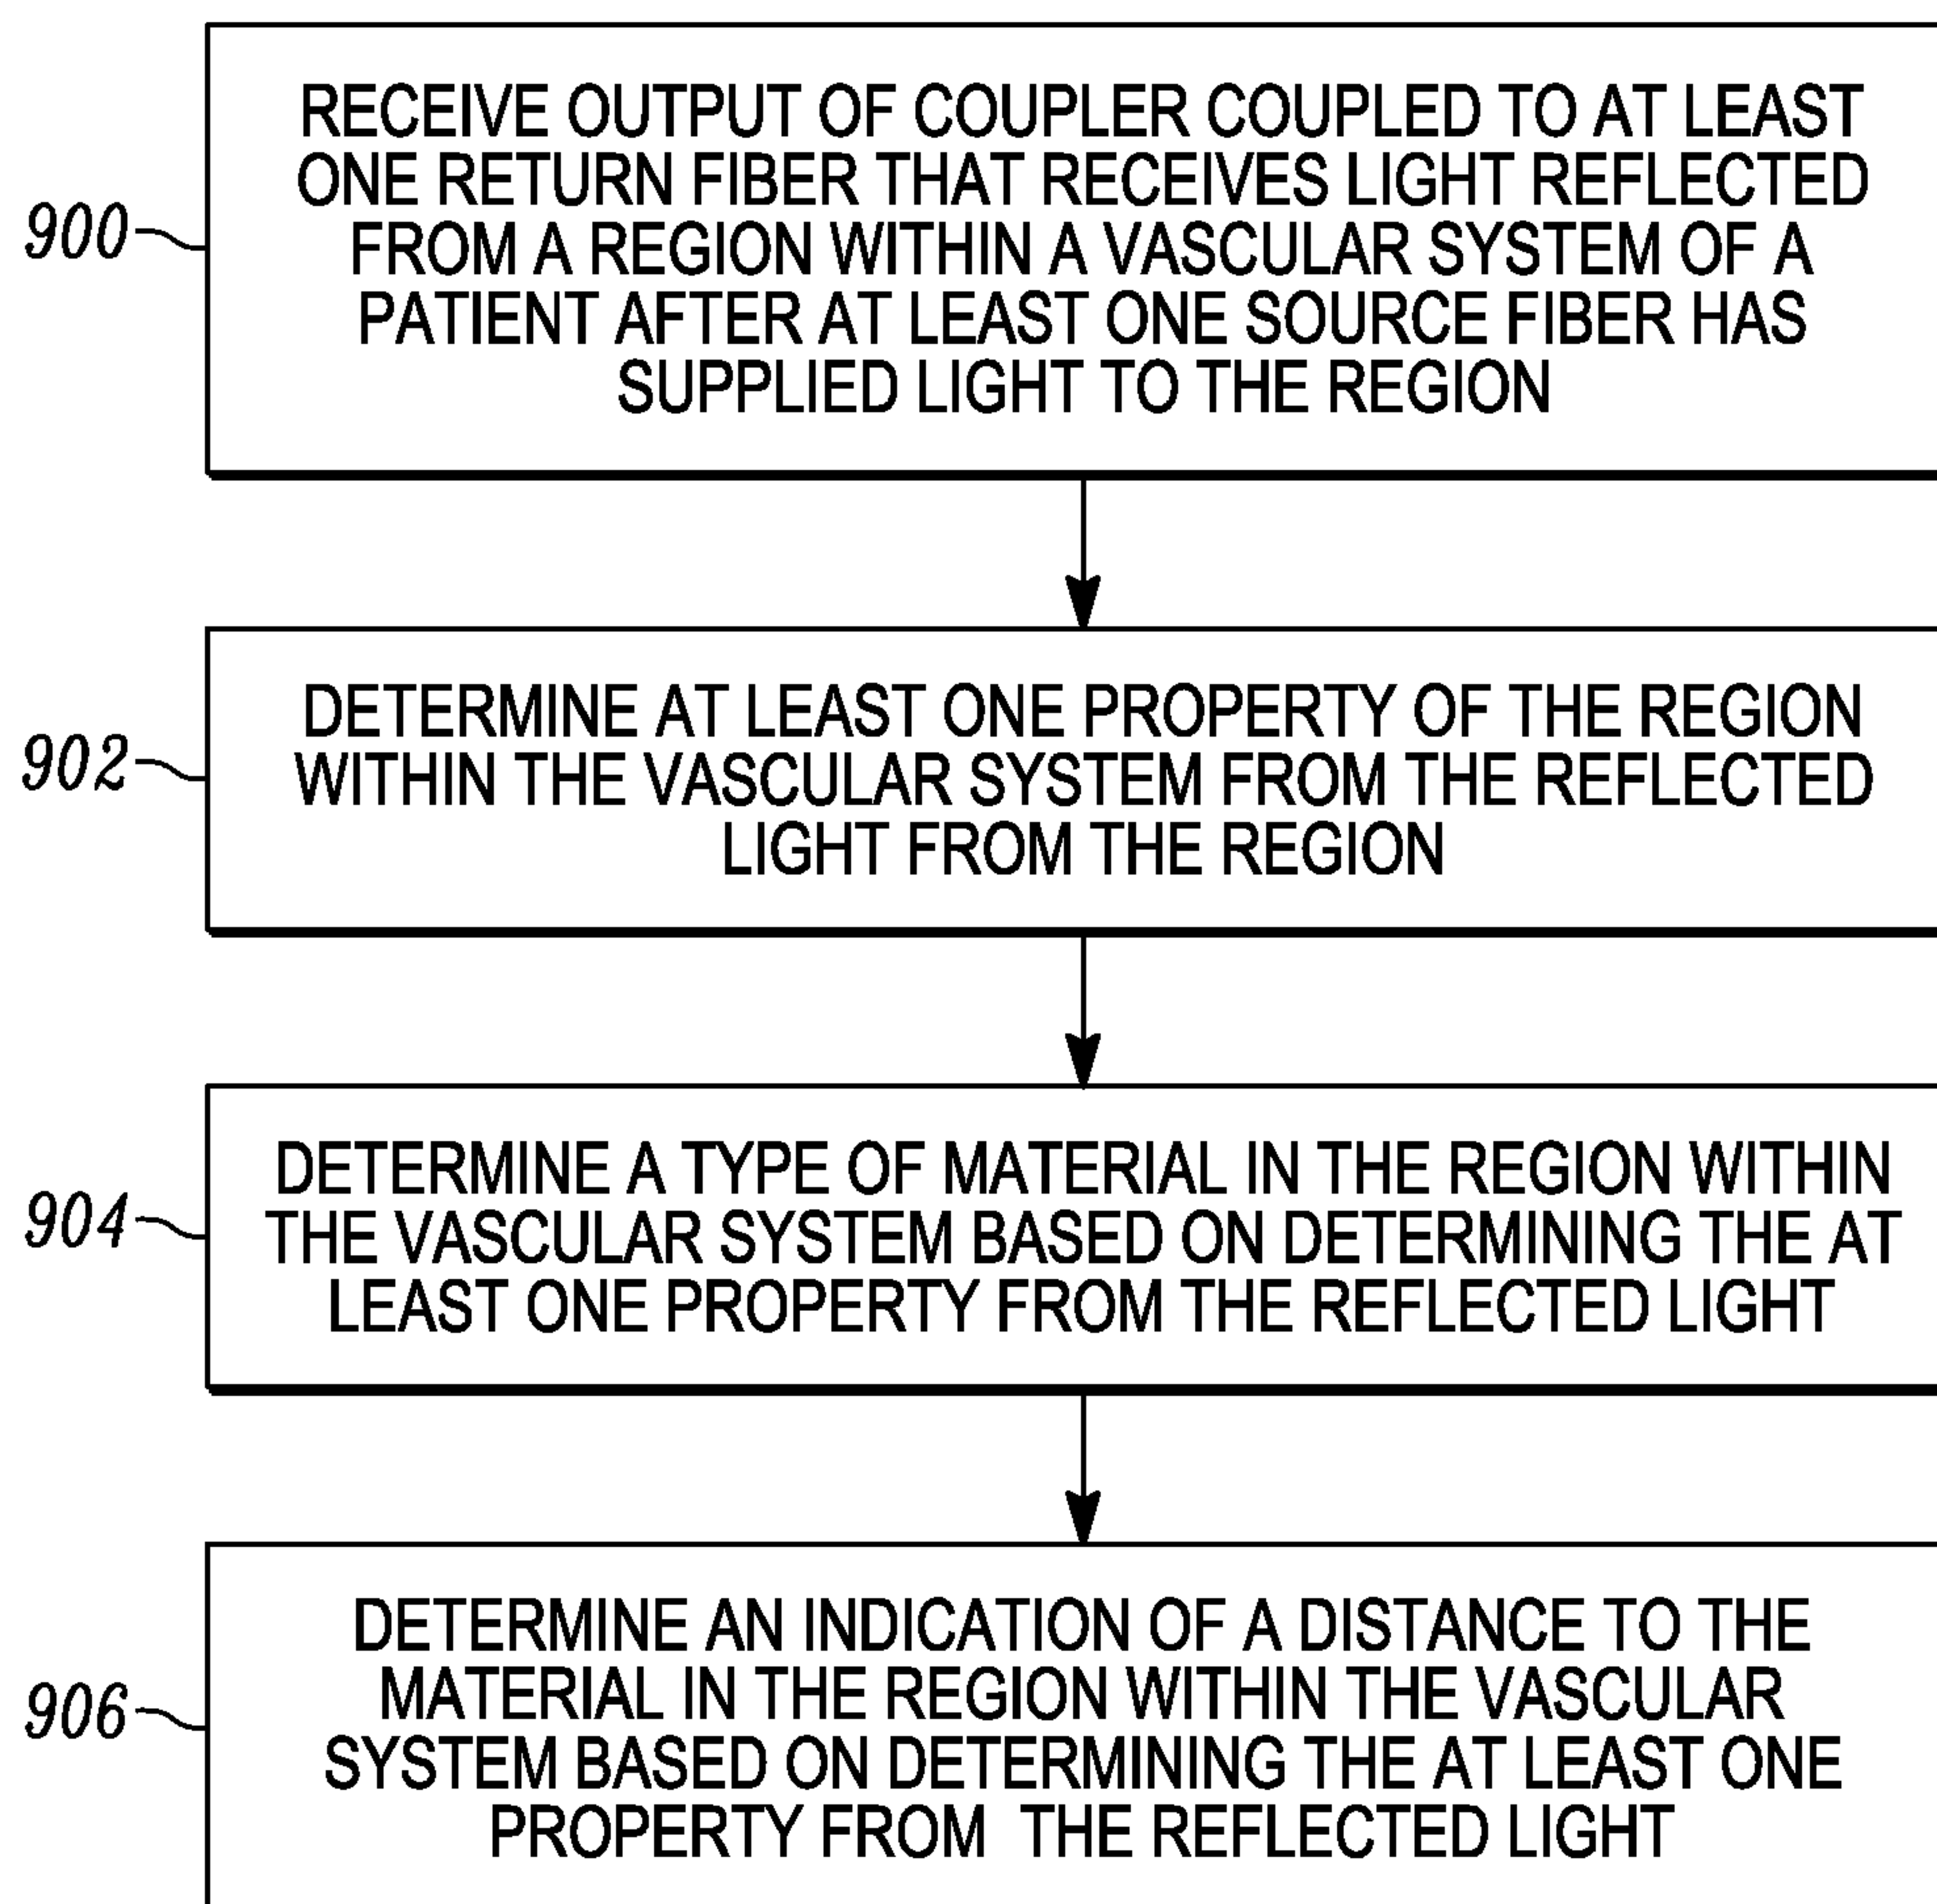 RECEIVE OUTPUT OF COUPLER COUPLED TO AT LEAST
ONE RETURN FIBER THAT RECEIVES LIGHT REFLECTED
900
FROM A REGION WITHIN A VASCULAR SYSTEM OF A
PATIENT AFTER AT LEAST ONE SOURCE FIBER HAS
SUPPLIED LIGHT TO THE REGION
DETERMINE AT LEAST ONE PROPERTY OF THE REGION
902
WITHIN THE VASCULAR SYSTEM FROM THE REFLECTED
LIGHT FROM THE REGION
DETERMINE A TYPE OF MATERIAL IN THE REGION WITHIN
904
THE VASCULAR SYSTEM BASED ON DETERMINING THE AT
LEAST ONE PROPERTY FROM THE REFLECTED LIGHT
DETERMINE AN INDICATION OF A DISTANCE TO THE
MATERIAL IN THE REGION WITHIN THE VASCULAR
906
SYSTEM BASED ON DETERMINING THE AT LEAST ONE
PROPERTY FROM THE REFLECTED LIGHT